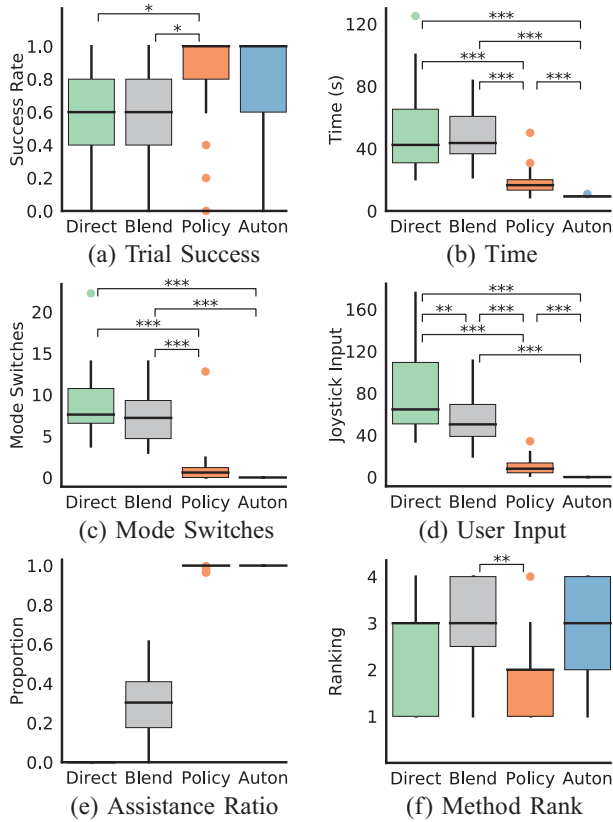 *
*
1.0
0.8
0.6
0.4
0.2
0.0
Success Rate
Direct Blend Policy Auton
(a) Trial Success
***
***
***
***
***
120
80
40
0
Time (s)
Direct Blend Policy Auton
(b) Time
***
***
***
***
20
15
10
5
0
Mode Switches
Direct Blend Policy Auton
(c) Mode Switches
***
** *** ***
***
***
160
120
80
40
0
Joystick Input
Direct Blend Policy Auton
(d) User Input
1.0
0.8
0.6
0.4
0.2
0.0
Proportion
Direct Blend Policy Auton
(e) Assistance Ratio
**
4
3
2
1
Ranking
Direct Blend Policy Auton
(f) Method Rank